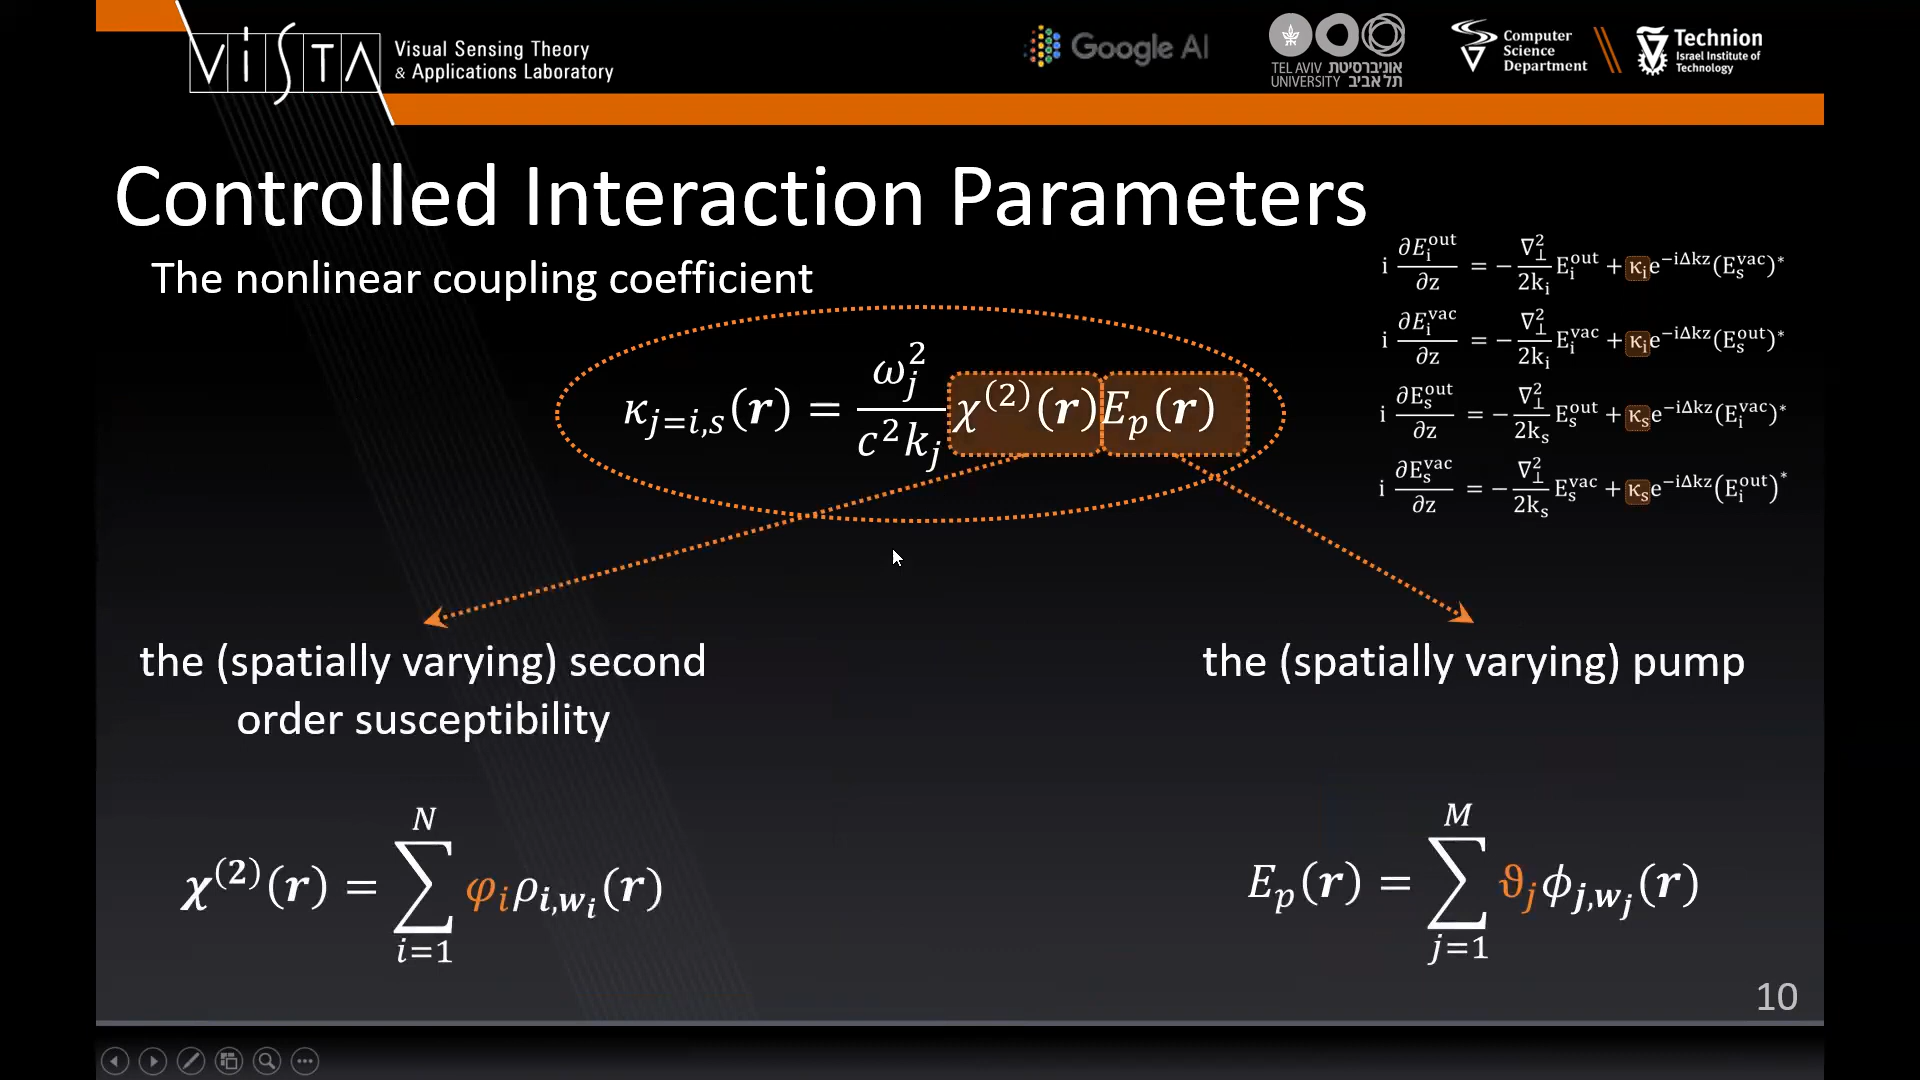 VISTA
Visual Sensing Theory
& Applications Laboratory
Google AI
TEL AVIV אוניברסיטת
UNIVERSITY תל אביב
Computer
Science
Department
Technion
Israel Institute of
Technology
Controlled Interaction Parameters
The nonlinear coupling coefficient
i ∂E_i^out/∂z = −∇⊥²/2k_i E_i^out + κ_i e^−iΔkz (E_s^vac)*
i ∂E_i^vac/∂z = −∇⊥²/2k_i E_i^vac + κ_i e^−iΔkz (E_s^out)*
i ∂E_s^out/∂z = −∇⊥²/2k_s E_s^out + κ_s e^−iΔkz (E_i^vac)*
i ∂E_s^vac/∂z = −∇⊥²/2k_s E_s^vac + κ_s e^−iΔkz (E_i^out)*
κ_{j=i,s}(r) = ω_j²/c²k_j χ^(2)(r) E_p(r)
the (spatially varying) second
order susceptibility
the (spatially varying) pump
χ^(2)(r) = ∑_{i=1}^N φ_i ρ_{i,w_i}(r)
E_p(r) = ∑_{j=1}^M ϑ_j ϕ_{j,w_j}(r)
10